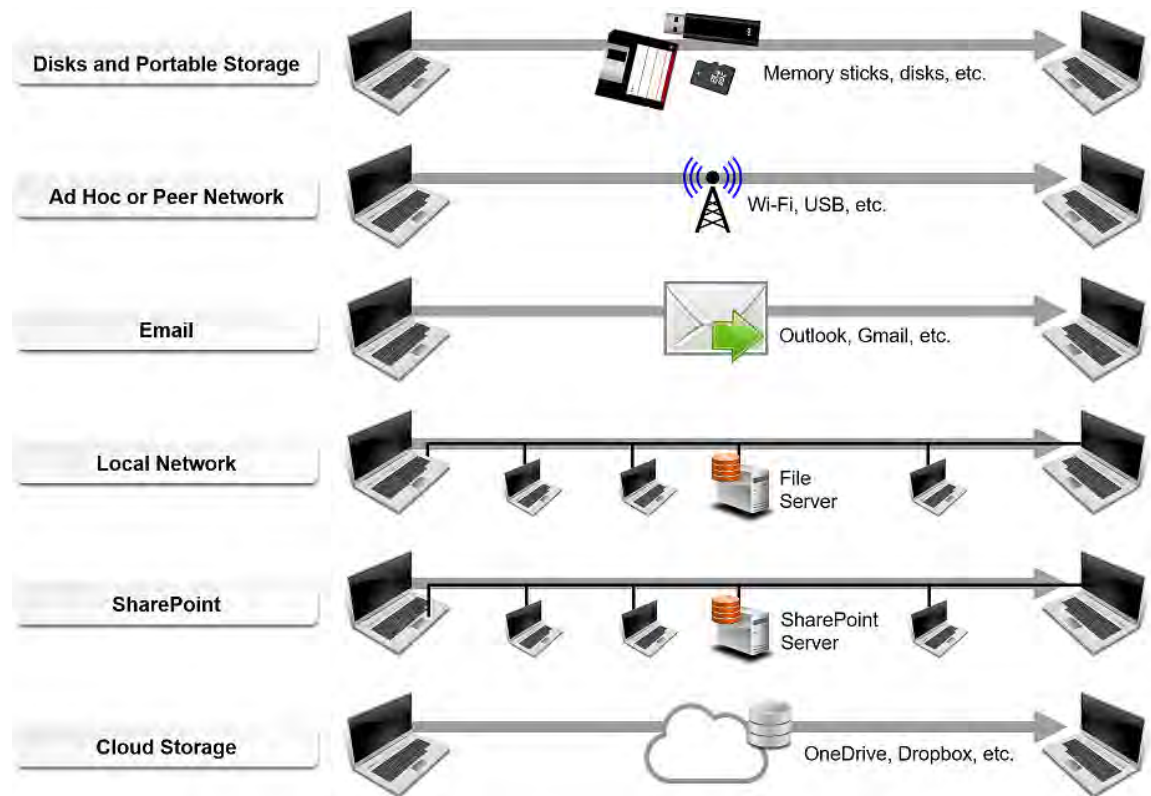 Disks and Portable Storage
Memory sticks, disks, etc.
Ad Hoc or Peer Network
Wi-Fi, USB, etc.
Email
Outlook, Gmail, etc.
Local Network
File
Server
SharePoint
SharePoint
Server
Cloud Storage
OneDrive, Dropbox, etc.